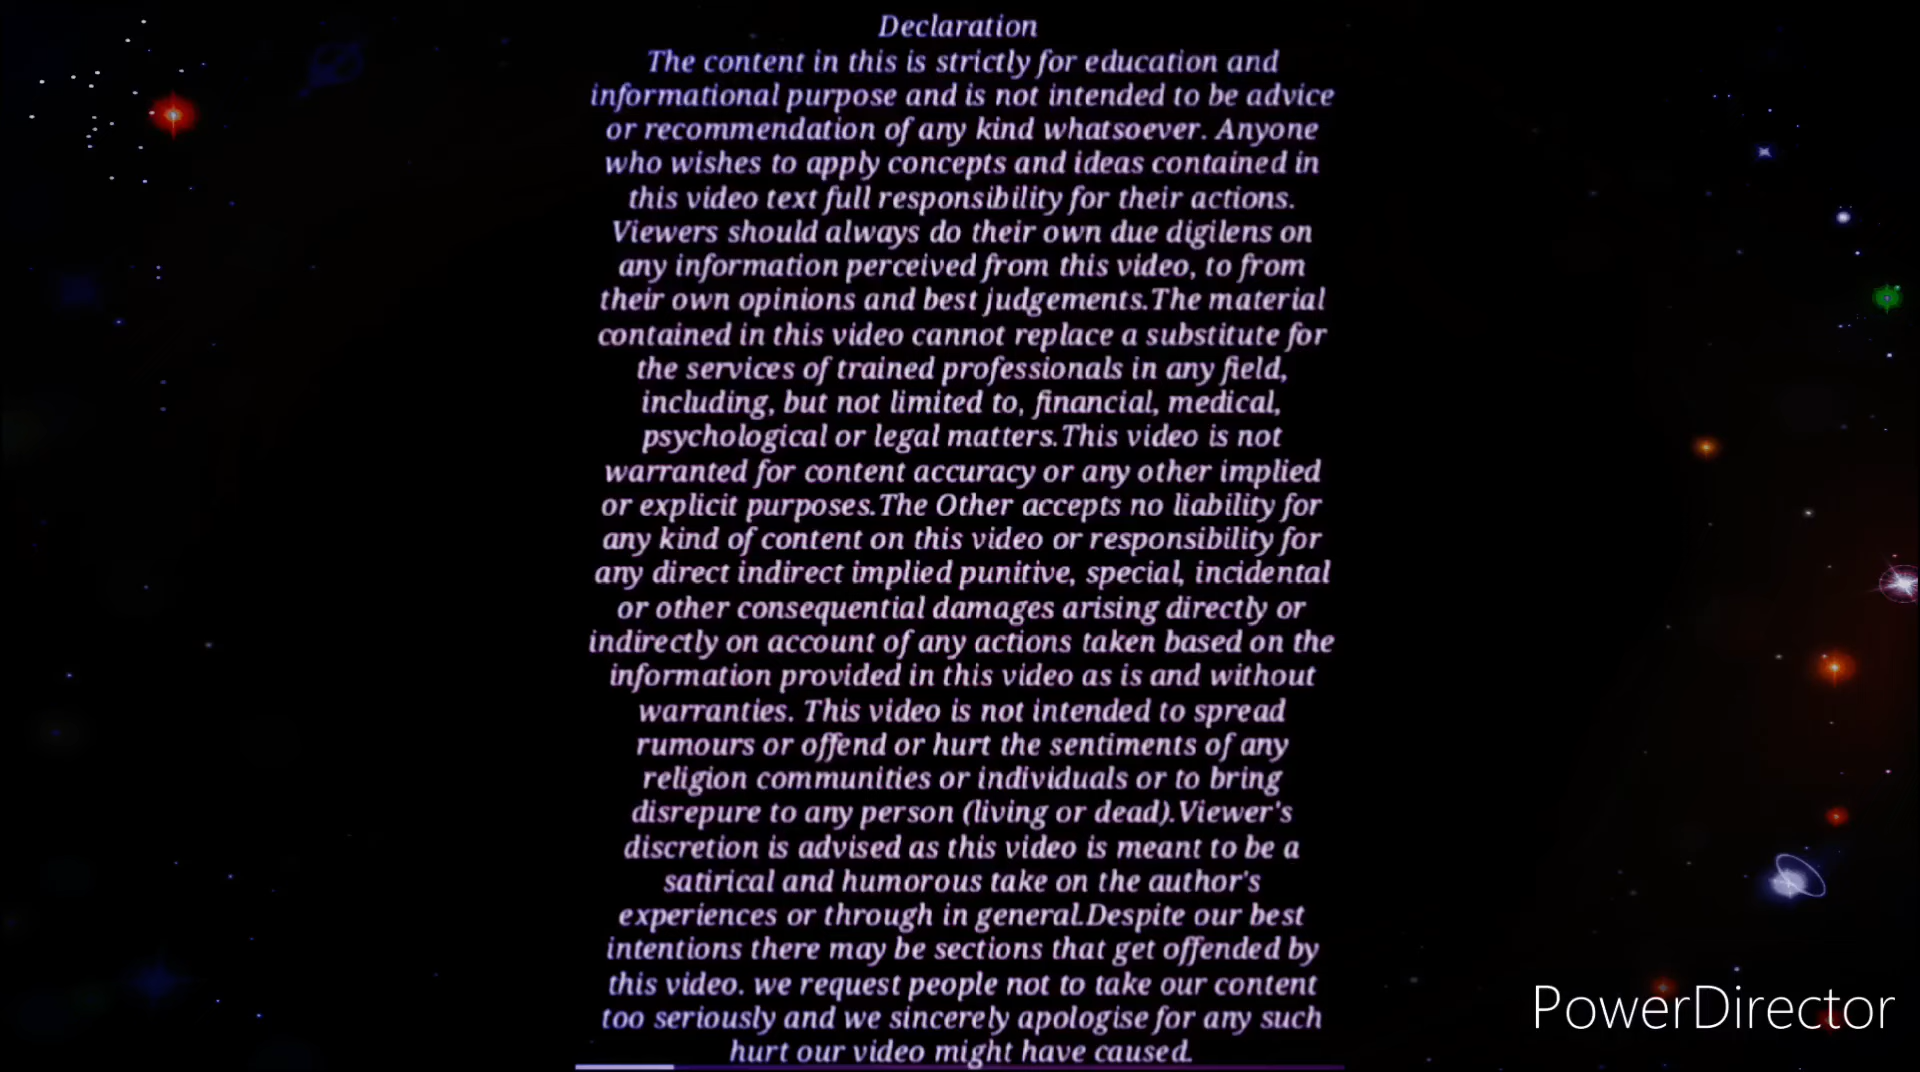 Declaration
The content in this is strictly for education and
informational purpose and is not intended to be advice
or recommendation of any kind whatsoever. Anyone
who wishes to apply concepts and ideas contained in
this video text full responsibility for their actions.
Viewers should always do their own due digilens on
any information perceived from this video, to from
their own opinions and best judgements.The material
contained in this video cannot replace a substitute for
the services of trained professionals in any field,
including, but not limited to, financial, medical,
psychological or legal matters.This video is not
warranted for content accuracy or any other implied
or explicit purposes.The Other accepts no liability for
any kind of content on this video or responsibility for
any direct indirect implied punitive, special, incidental
or other consequential damages arising directly or
indirectly on account of any actions taken based on the
information provided in this video as is and without
warranties. This video is not intended to spread
rumours or offend or hurt the sentiments of any
religion communities or individuals or to bring
disrepure to any person (living or dead).Viewer's
discretion is advised as this video is meant to be a
satirical and humorous take on the author's
experiences or through in general.Despite our best
intentions there may be sections that get offended by
this video. we request people not to take our content
too seriously and we sincerely apologise for any such
hurt our video might have caused.
PowerDirector